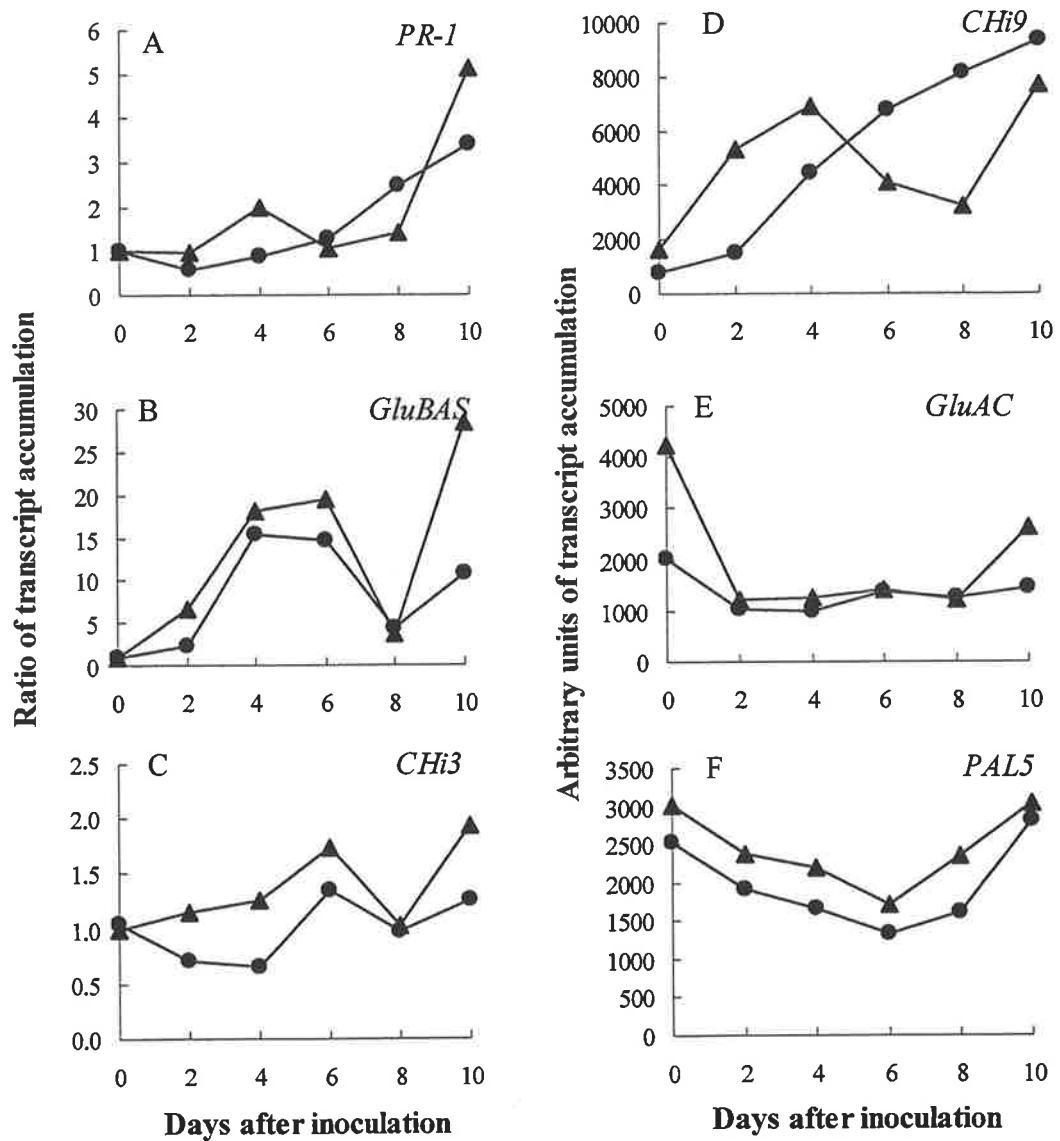 Ratio of transcript accumulation
A
PR-1
6
5
4
3
2
1
0
0 2 4 6 8 10
B
GluBAS
30
25
20
15
10
5
0
0 2 4 6 8 10
C
CHi3
2.5
2.0
1.5
1.0
0.5
0.0
0 2 4 6 8 10
Days after inoculation
Arbitrary units of transcript accumulation
D
CHi9
10000
8000
6000
4000
2000
0
0 2 4 6 8 10
E
GluAC
5000
4000
3000
2000
1000
0
0 2 4 6 8 10
F
PAL5
3500
3000
2500
2000
1500
1000
500
0
0 2 4 6 8 10
Days after inoculation